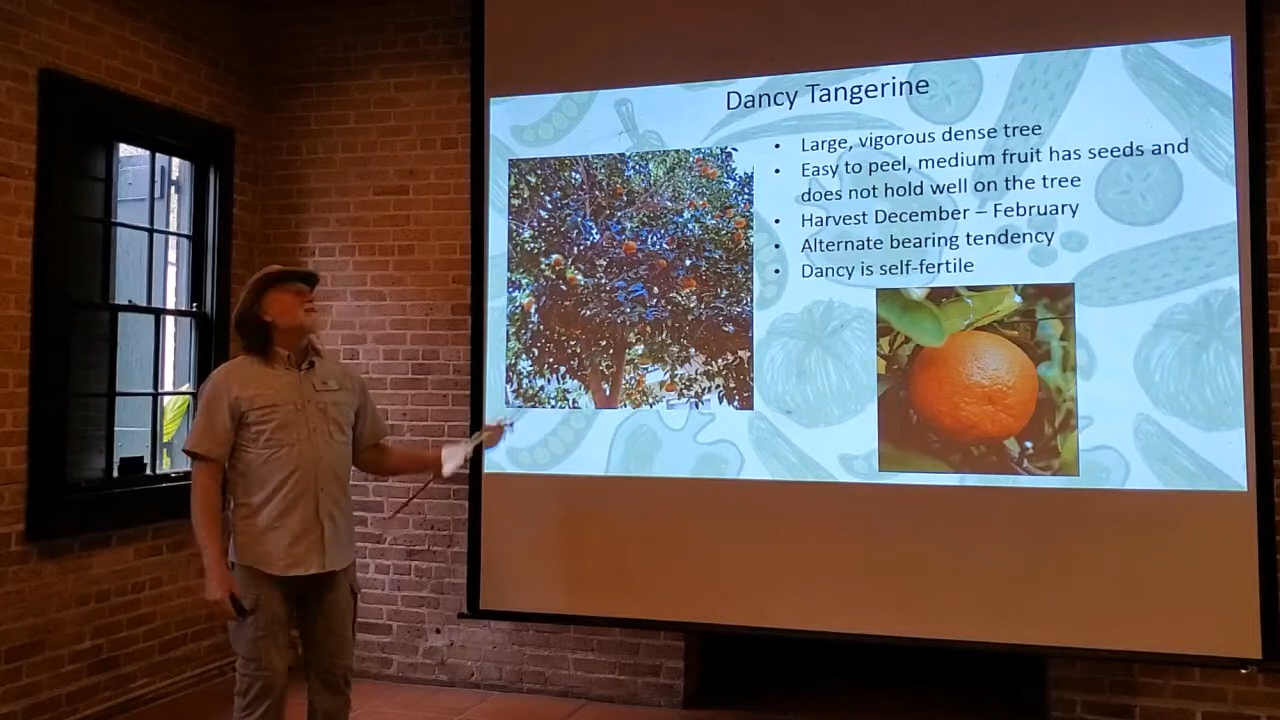 Dancy Tangerine
• Large, vigorous dense tree
• Easy to peel, medium fruit has seeds and
does not hold well on the tree
• Harvest December – February
• Alternate bearing tendency
• Dancy is self-fertile